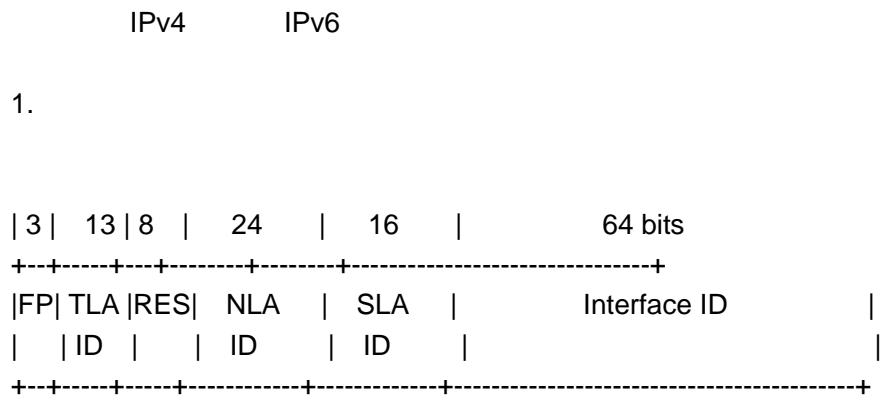 IPv4 IPv6
1.
| 3 | 13 | 8 | 24 | 16 | 64 bits
+--+-----+---+--------+--------+--------------------------------+
|FP| TLA |RES| NLA | SLA | Interface ID |
| | ID | | ID | ID | |
+--+-----+-----+------------+-------------+-------------------------------------------+